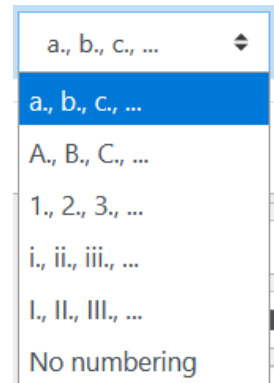 a., b., c., ...
a., b., c., ...
A., B., C., ...
1., 2., 3., ...
i., ii., iii., ...
I., II., III., ...
No numbering